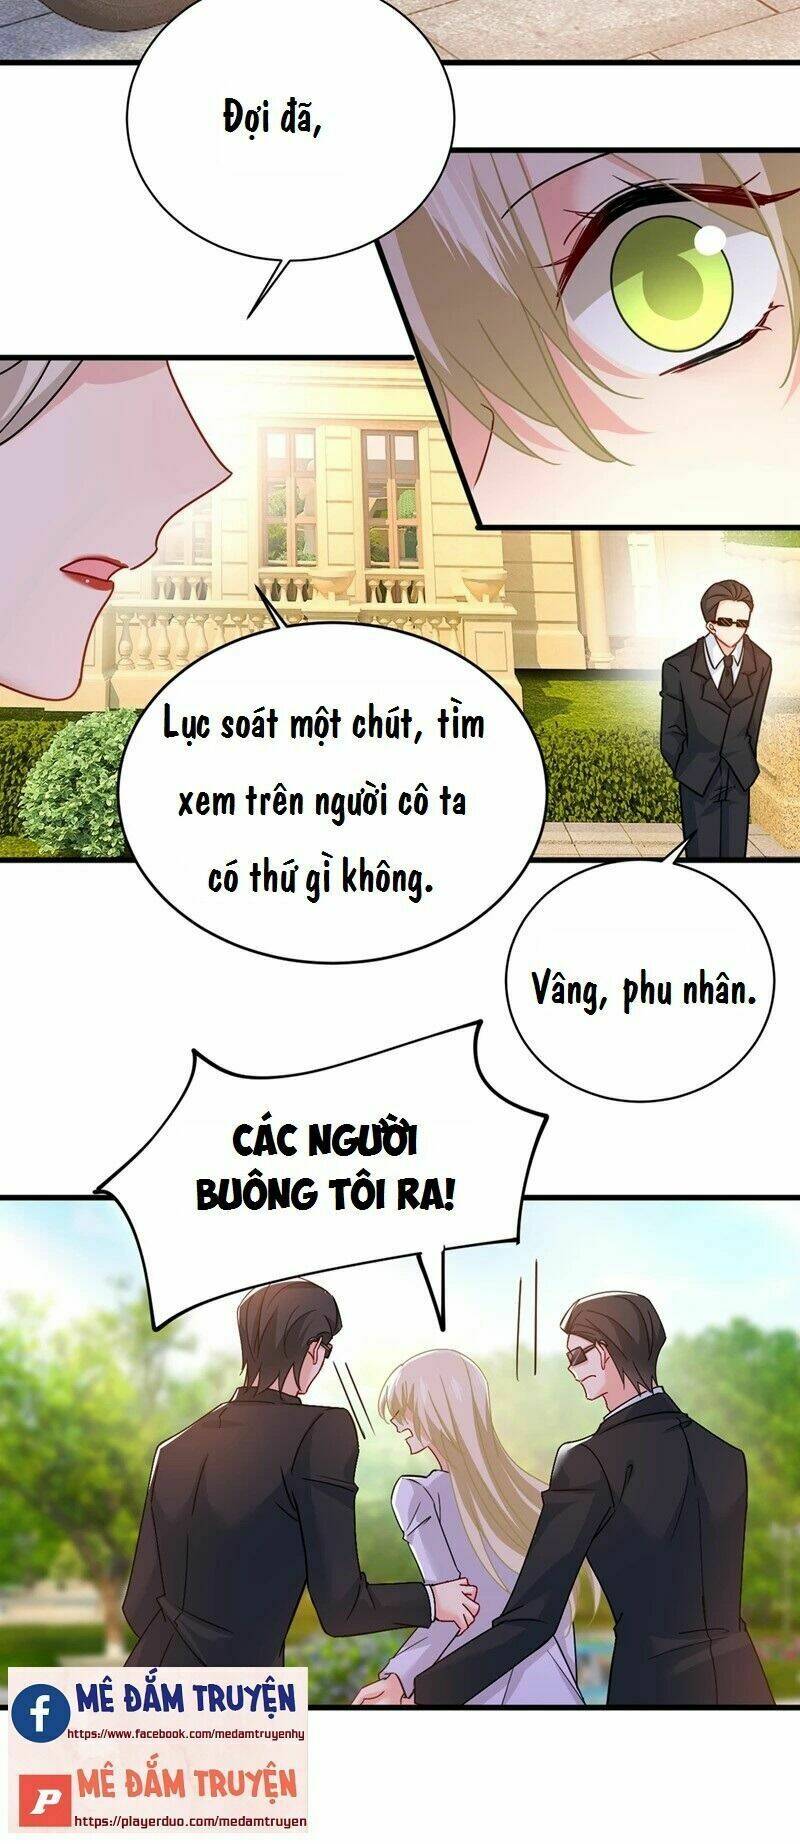 Đợi đã,
Lục soát một chút, tìm
xem trên người cô ta
có thứ gì không.
Vâng, phu nhân.
CÁC NGƯỜI
BUÔNG TÔI RA!
f
MÊ ĐẮM TRUYỆN
https://www.facebook.com/medamtruyenhy
P
MÊ ĐẮM TRUYỆN
https://playerduo.com/medamtruyen